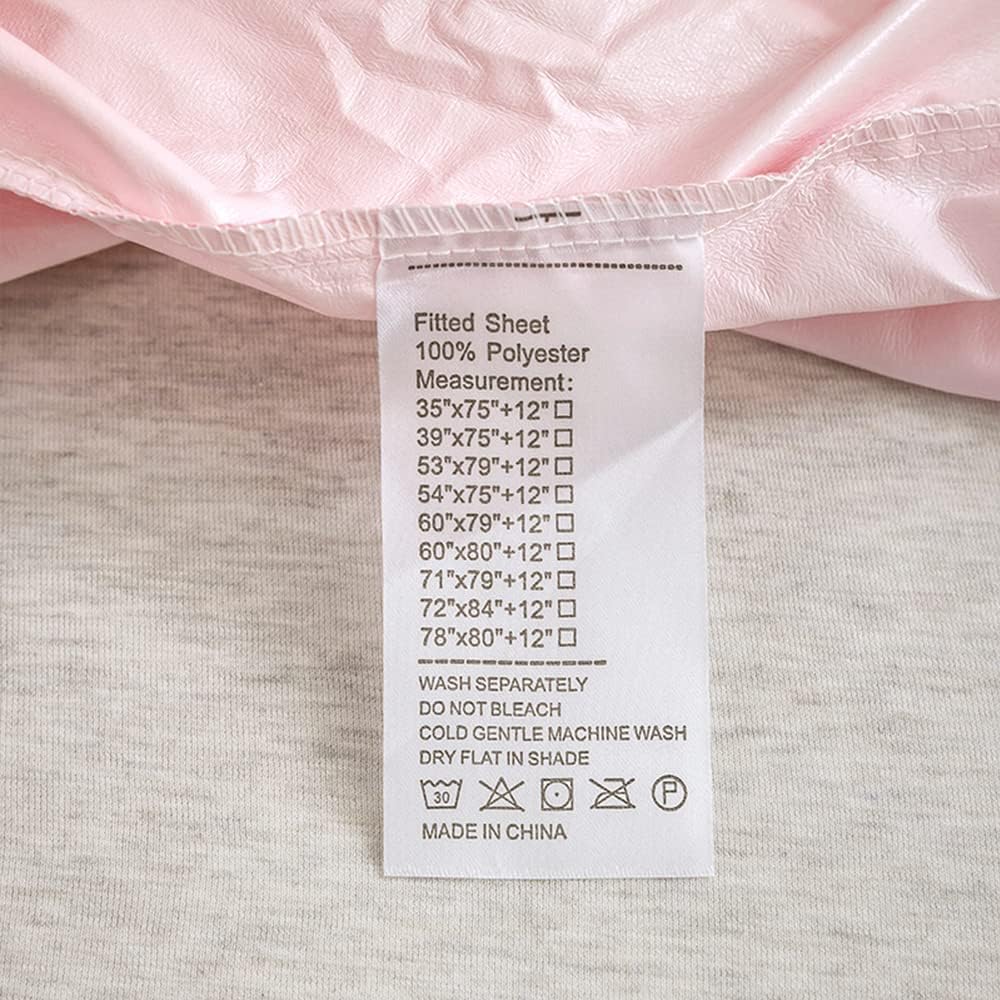 Fitted Sheet
100% Polyester
Measurement:
35"x75"+12"☐
39"x75"+12"☐
53"x79"+12"☐
54"x75"+12"☐
60"x79"+12"☐
60"x80"+12"☐
71"x79"+12"☐
72"x84"+12"☐
78"x80"+12"☐
WASH SEPARATELY
DO NOT BLEACH
COLD GENTLE MACHINE WASH
DRY FLAT IN SHADE
30 P
MADE IN CHINA